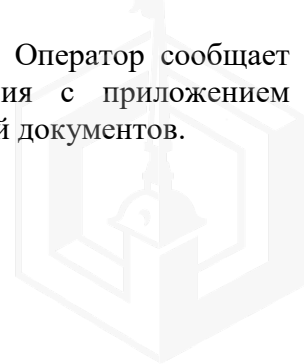 Оператор сообщает
ия с приложением
й документов.